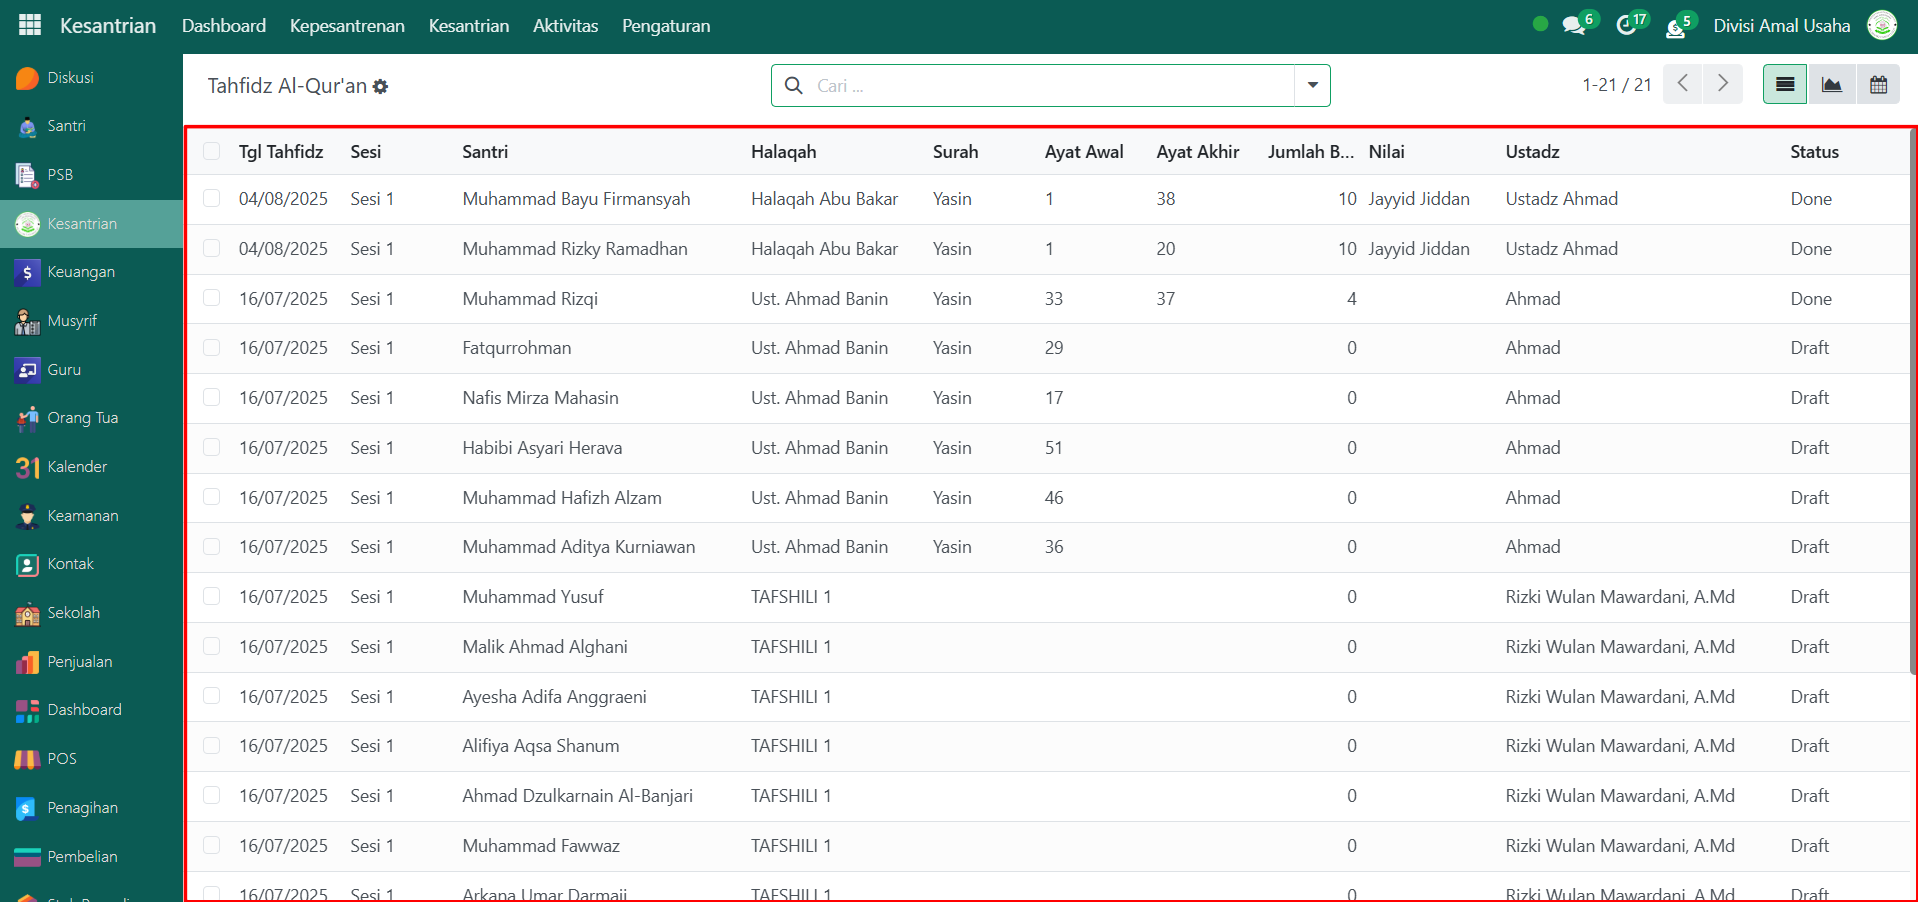 Kesantrian Dashboard Kepesantrenan Kesantrian Aktivitas Pengaturan 6 17 5 Divisi Amal Usaha
Diskusi
Santri
PSB
Kesantrian
Keuangan
Musyrif
Guru
Orang Tua
31 Kalender
Keamanan
Kontak
Sekolah
Penjualan
Dashboard
POS
Penagihan
Pembelian
Tahfidz Al-Qur'an Cari ... 1-21 / 21
Tgl Tahfidz Sesi Santri Halaqah Surah Ayat Awal Ayat Akhir Jumlah B... Nilai Ustadz Status
04/08/2025 Sesi 1 Muhammad Bayu Firmansyah Halaqah Abu Bakar Yasin 1 38 10 Jayyid Jiddan Ustadz Ahmad Done
04/08/2025 Sesi 1 Muhammad Rizky Ramadhan Halaqah Abu Bakar Yasin 1 20 10 Jayyid Jiddan Ustadz Ahmad Done
16/07/2025 Sesi 1 Muhammad Rizqi Ust. Ahmad Banin Yasin 33 37 4 Ahmad Done
16/07/2025 Sesi 1 Fatqurrohman Ust. Ahmad Banin Yasin 29 0 Ahmad Draft
16/07/2025 Sesi 1 Nafis Mirza Mahasin Ust. Ahmad Banin Yasin 17 0 Ahmad Draft
16/07/2025 Sesi 1 Habibi Asyari Herava Ust. Ahmad Banin Yasin 51 0 Ahmad Draft
16/07/2025 Sesi 1 Muhammad Hafizh Alzam Ust. Ahmad Banin Yasin 46 0 Ahmad Draft
16/07/2025 Sesi 1 Muhammad Aditya Kurniawan Ust. Ahmad Banin Yasin 36 0 Ahmad Draft
16/07/2025 Sesi 1 Muhammad Yusuf TAFSHILI 1 0 Rizki Wulan Mawardani, A.Md Draft
16/07/2025 Sesi 1 Malik Ahmad Alghani TAFSHILI 1 0 Rizki Wulan Mawardani, A.Md Draft
16/07/2025 Sesi 1 Ayesha Adifa Anggraeni TAFSHILI 1 0 Rizki Wulan Mawardani, A.Md Draft
16/07/2025 Sesi 1 Alifiya Aqsa Shanum TAFSHILI 1 0 Rizki Wulan Mawardani, A.Md Draft
16/07/2025 Sesi 1 Ahmad Dzulkarnain Al-Banjari TAFSHILI 1 0 Rizki Wulan Mawardani, A.Md Draft
16/07/2025 Sesi 1 Muhammad Fawwaz TAFSHILI 1 0 Rizki Wulan Mawardani, A.Md Draft
16/07/2025 Sesi 1 Arkana Umar Darmaji TAFSHILI 1 0 Rizki Wulan Mawardani, A.Md Draft